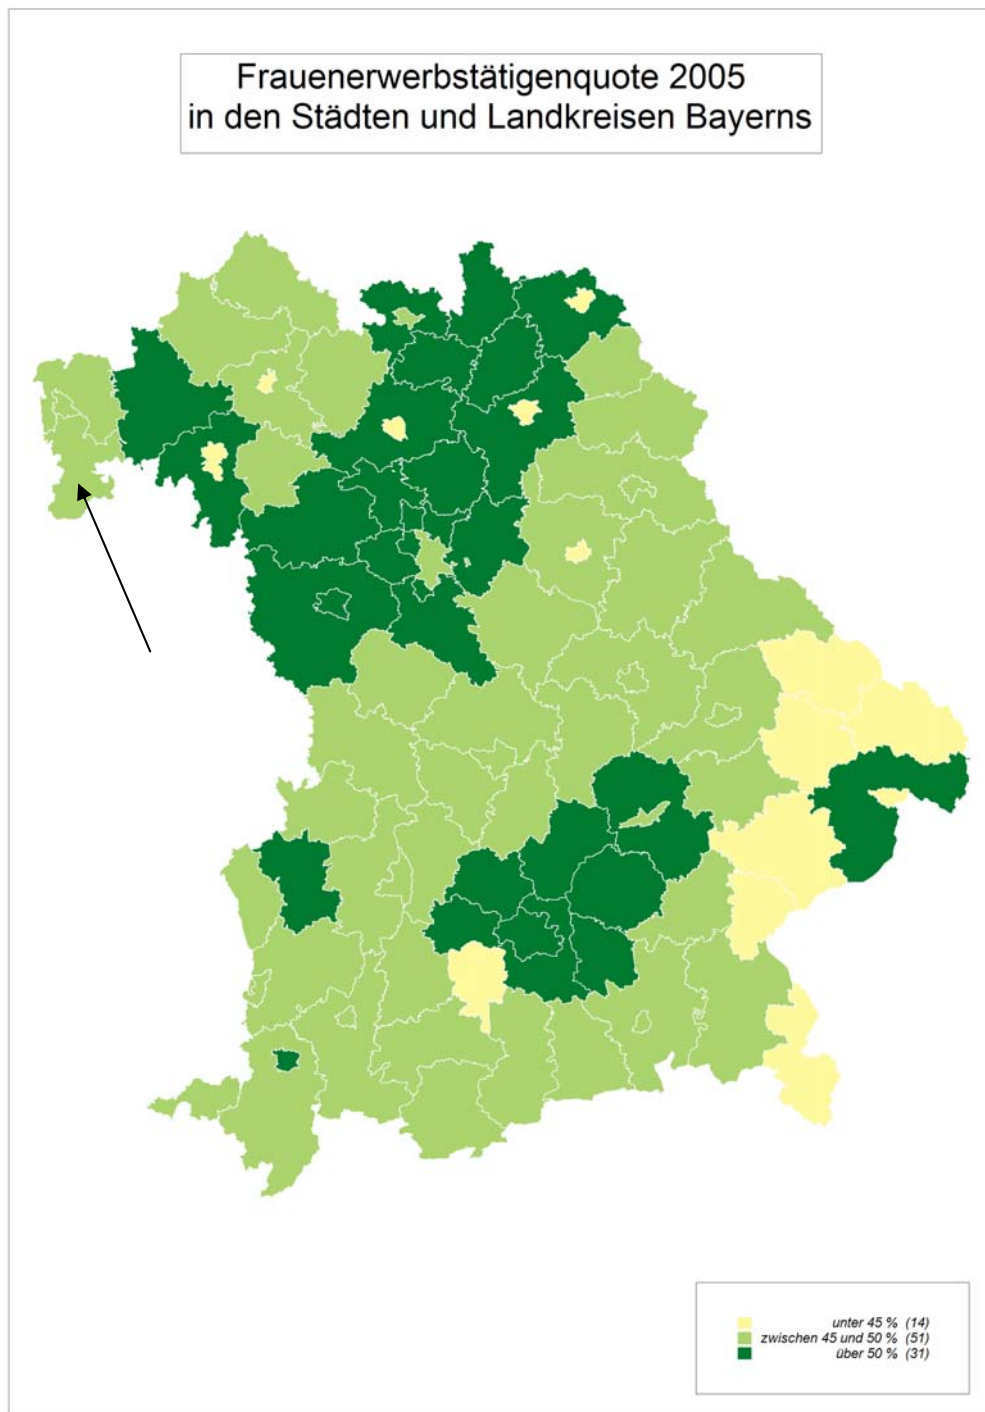 Frauenerwerbstätigenquote 2005
in den Städten und Landkreisen Bayerns
unter 45 % (14)
zwischen 45 und 50 % (51)
über 50 % (31)